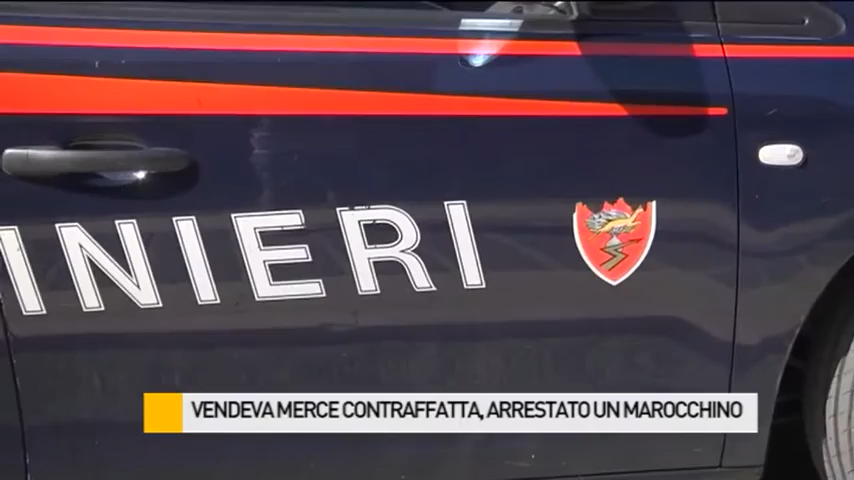 INIERI
VENDEVA MERCE CONTRAFFATTA, ARRESTATO UN MAROCCHINO